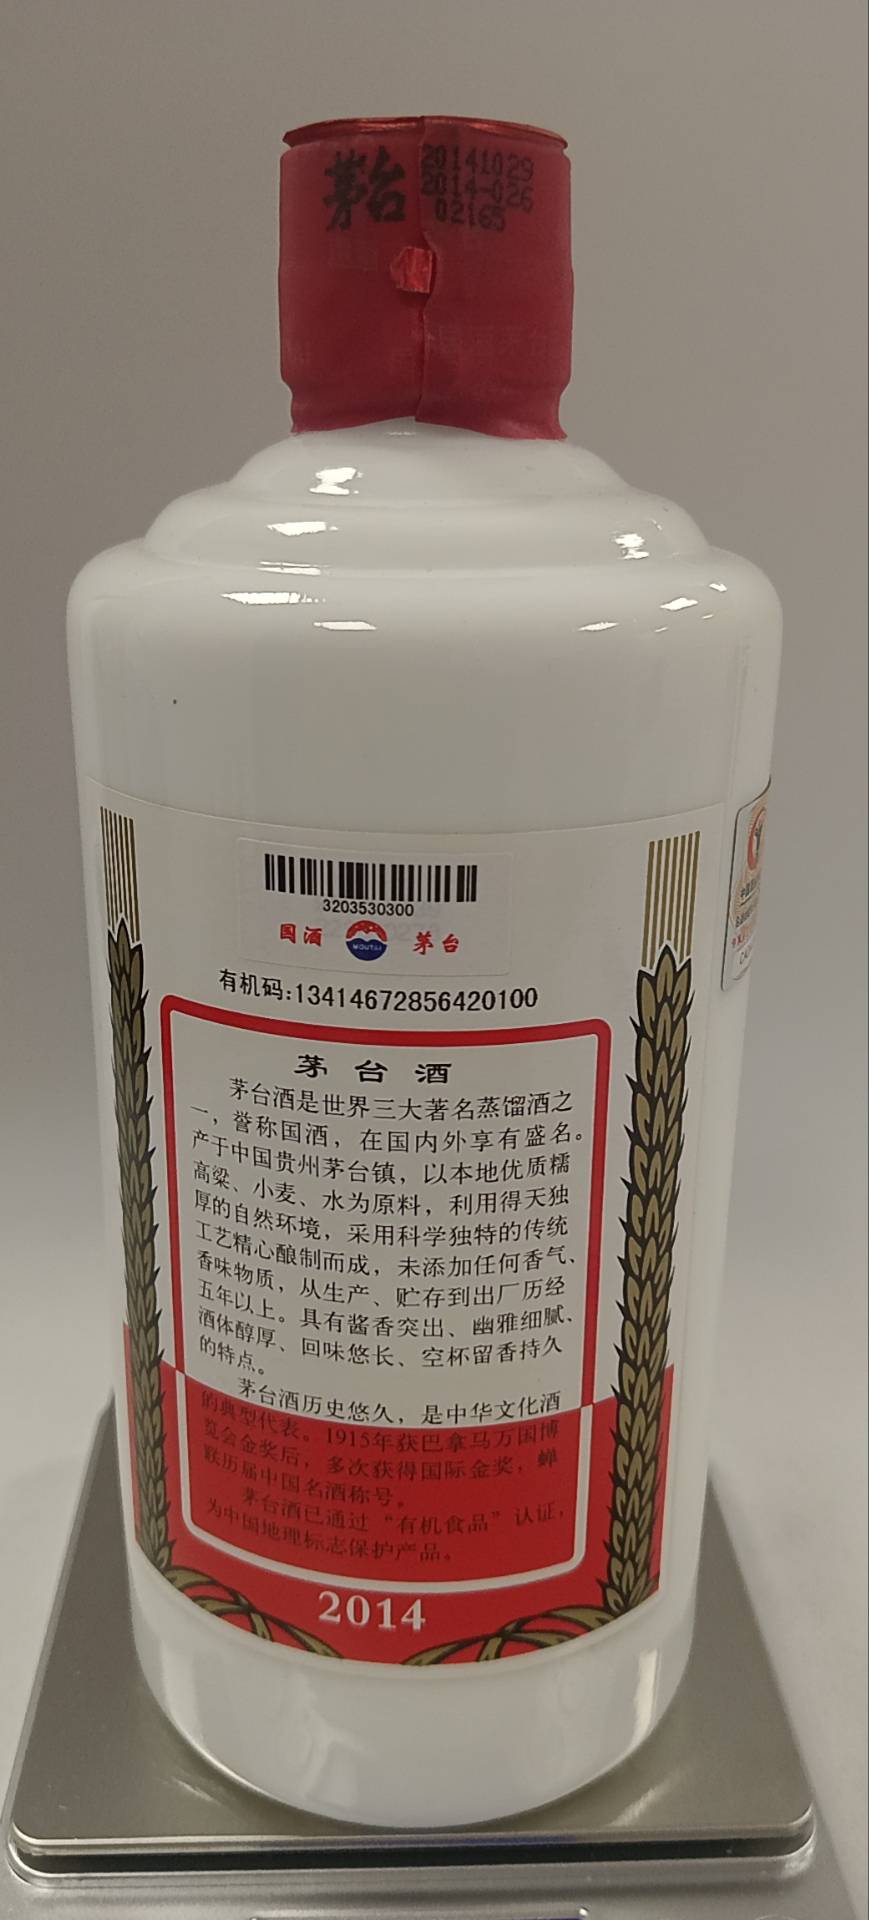 茅台
20141029
2014-026
02165
3203530300
国酒 MOUTAI 茅台
有机码:13414672856420100
茅台酒
茅台酒是世界三大著名蒸馏酒之
一，誉称国酒，在国内外享有盛名。
产于中国贵州茅台镇，以本地优质糯
高粱、小麦、水为原料，利用得天独
厚的自然环境，采用科学独特的传统
工艺精心酿制而成，未添加任何香气、
香味物质，从生产、贮存到出厂历经
五年以上。具有酱香突出、幽雅细腻、
酒体醇厚、回味悠长、空杯留香持久
的特点。
茅台酒历史悠久，是中华文化酒
的典型代表。1915年获巴拿马万国博
览会金奖后，多次获得国际金奖，蝉
联历届中国名酒称号。
茅台酒已通过“有机食品”认证，
为中国地理标志保护产品。
2014